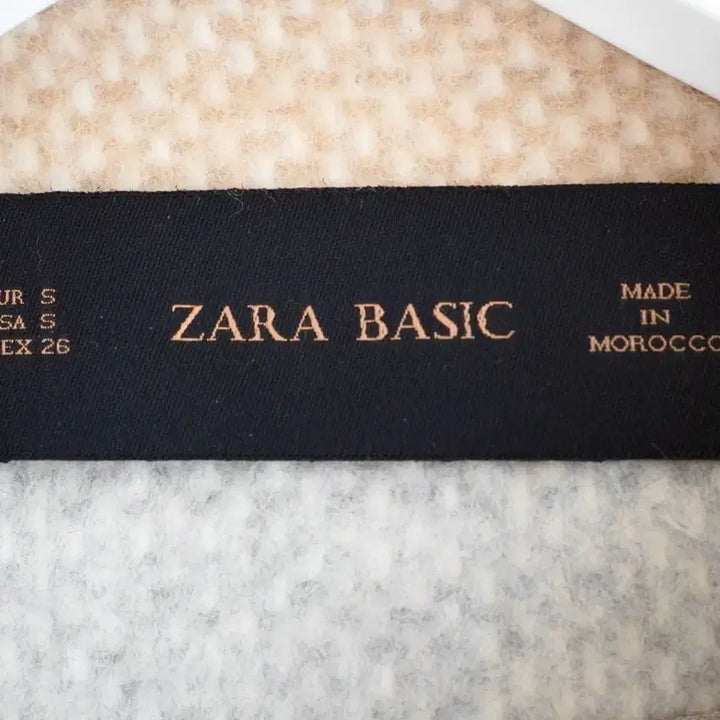 UR S
SA S
EX 26
ZARA BASIC
MADE
IN
MOROCCO